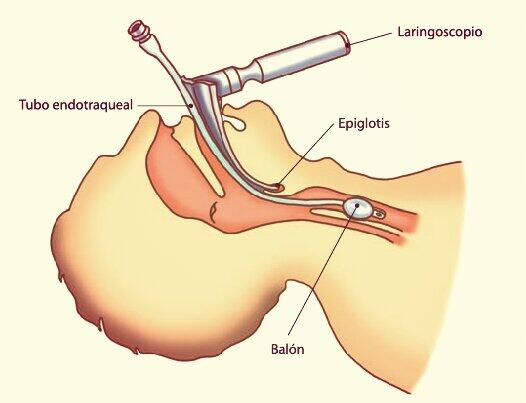 Laringoscopio
Tubo endotraqueal
Epiglotis
Balón